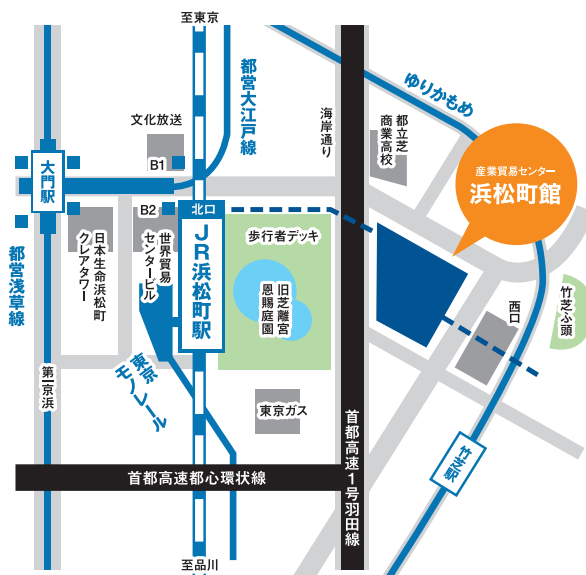 至東京
都営大江戸線
ゆりかもめ
文化放送
海岸通り
都立芝
商業高校
B1
産業貿易センター
浜松町館
大門駅
B2
北口
歩行者デッキ
日本生命浜松町
クレアタワー
世界貿易
センタービル
JR浜松町駅
都営浅草線
旧芝離宮
恩賜庭園
西口
竹芝ふ頭
第一京浜
東京
モノレール
東京ガス
首都高速1号羽田線
竹芝駅
首都高速都心環状線
至品川